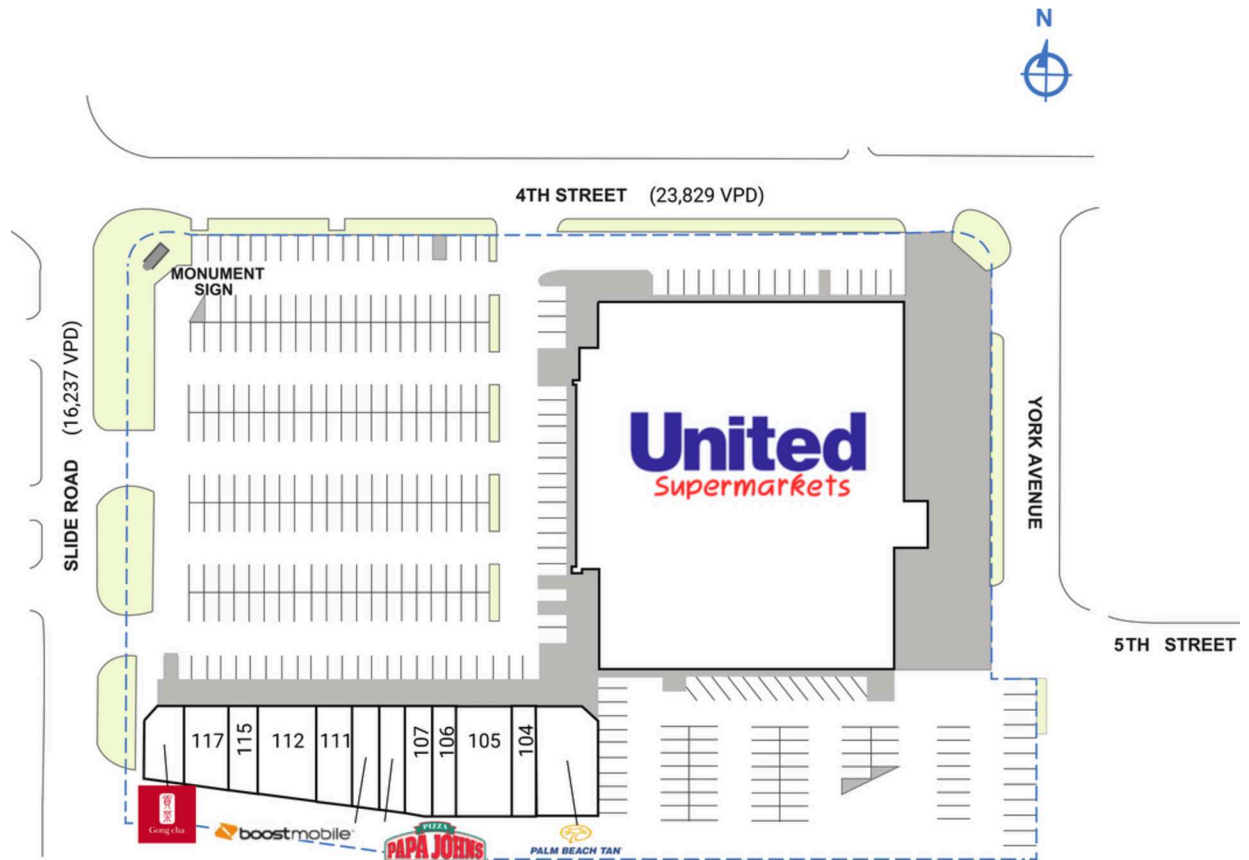 N
4TH STREET (23,829 VPD)
MONUMENT
SIGN
SLIDE ROAD (16,237 VPD)
United
Supermarkets
YORK AVENUE
5TH STREET
117
115
112
111
107
106
105
104
Gong cha
boostmobile
PIZZA
PAPA JOHNS
PALM BEACH TAN